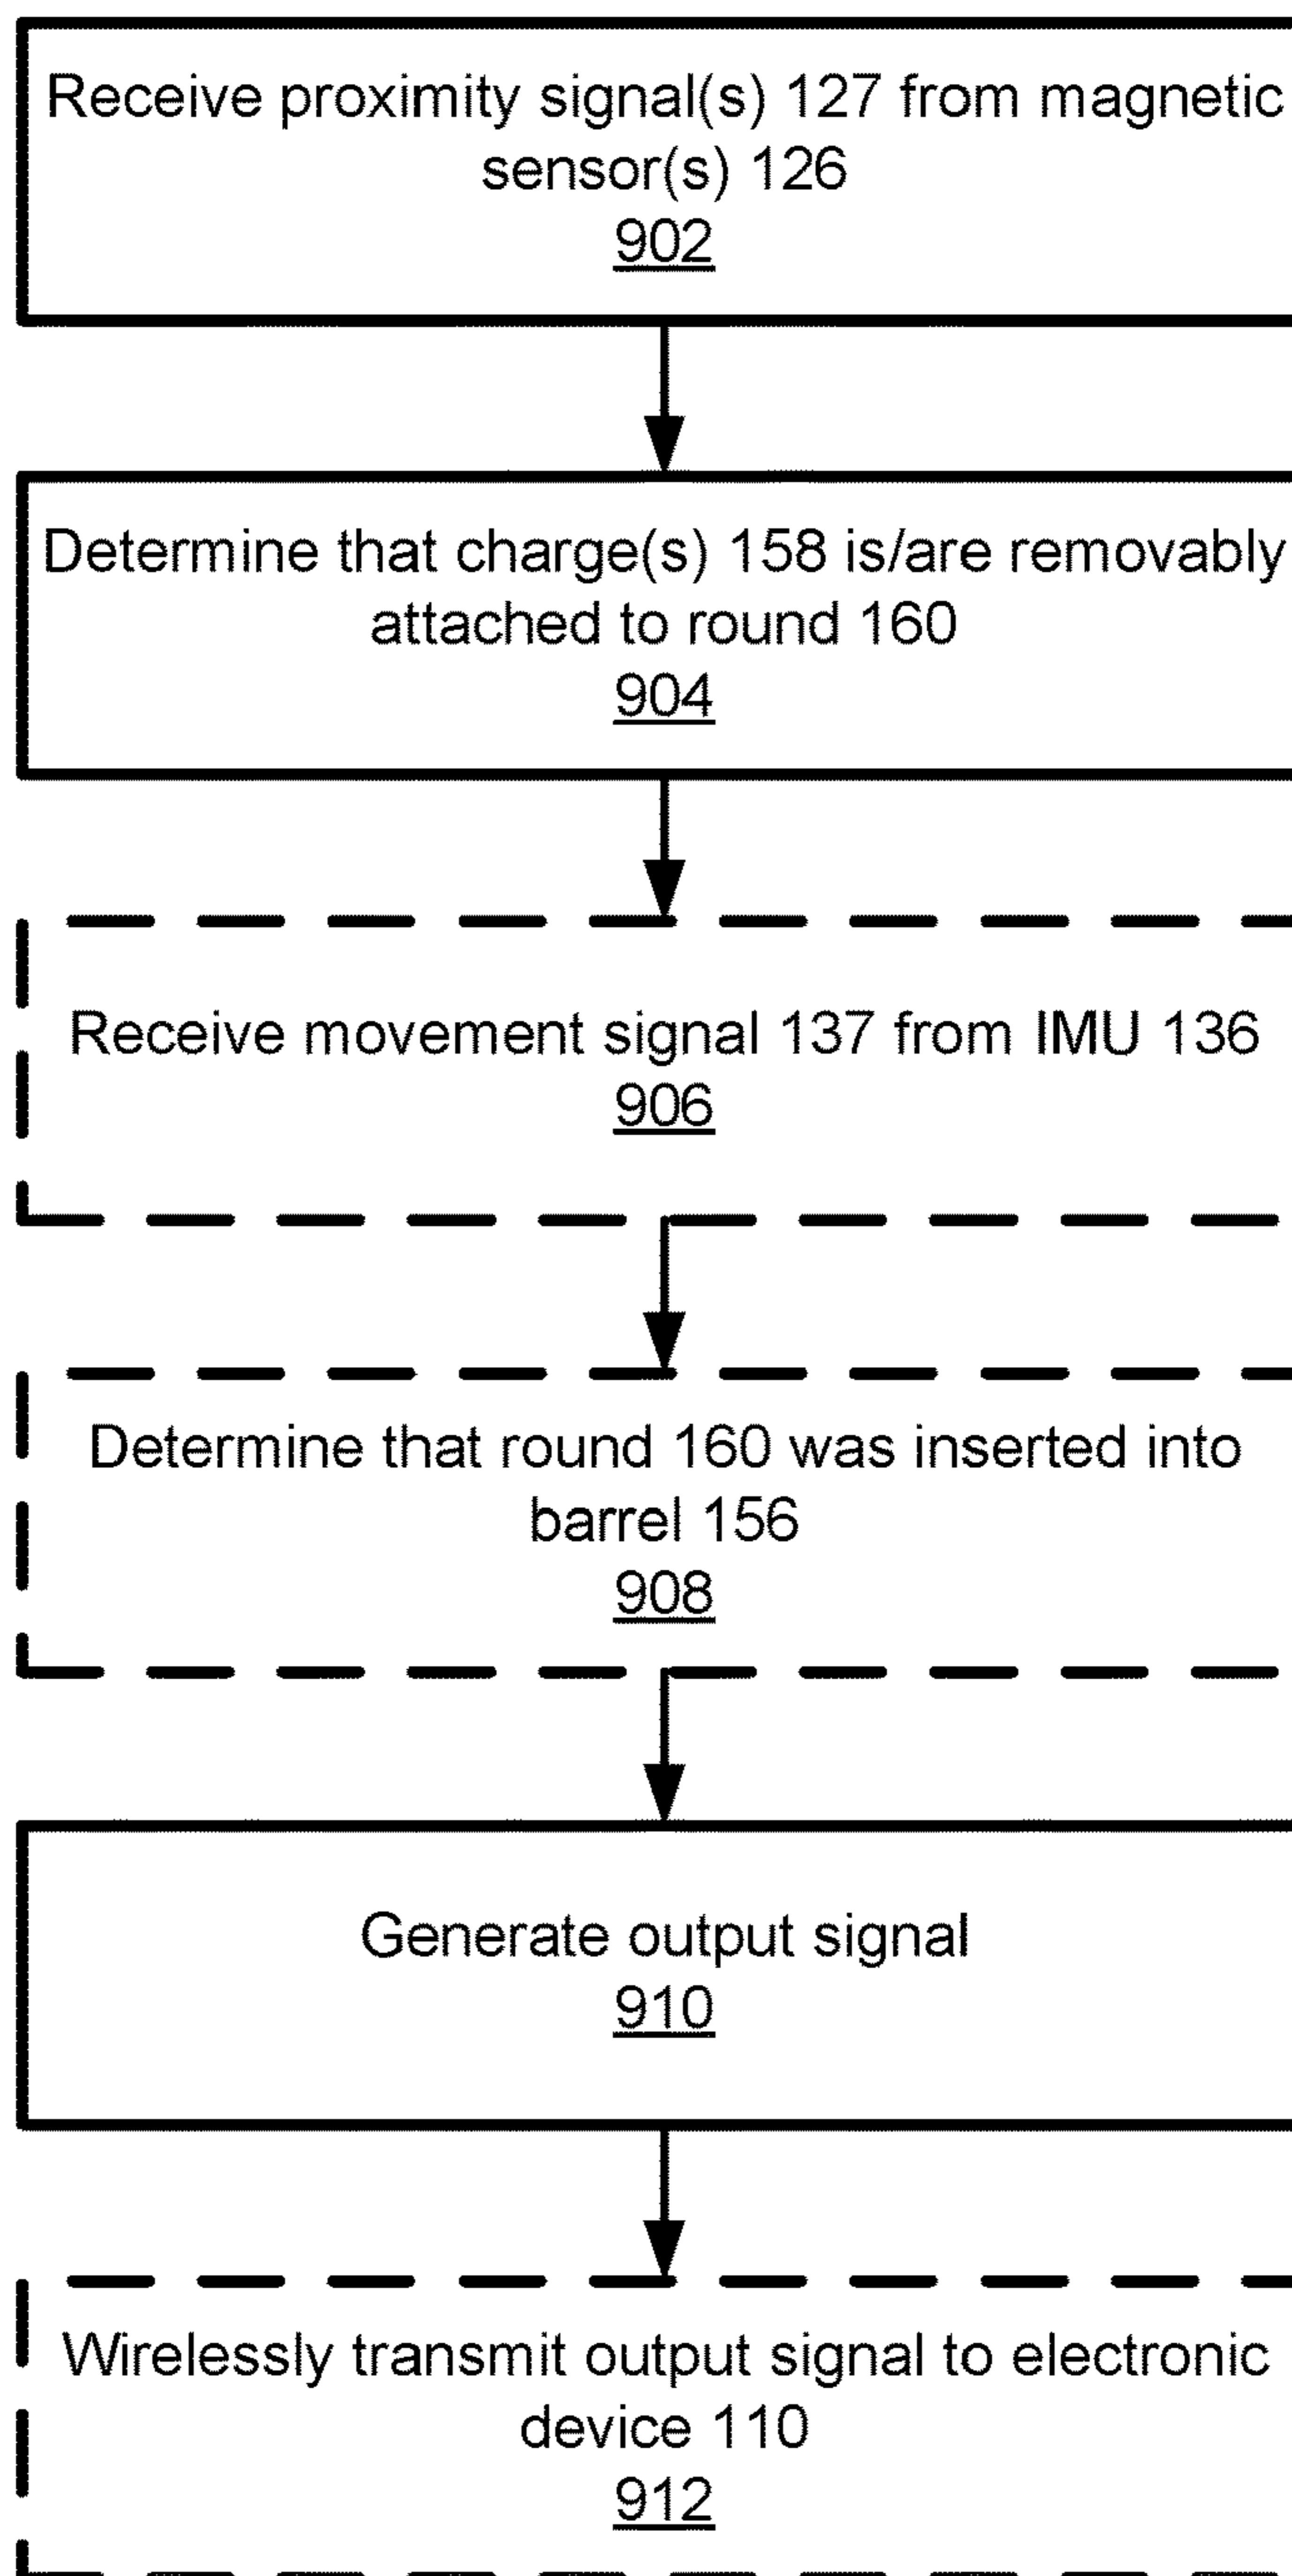 Receive proximity signal(s) 127 from magnetic
sensor(s) 126
902
Determine that charge(s) 158 is/are removably
attached to round 160
904
Receive movement signal 137 from IMU 136
906
Determine that round 160 was inserted into
barrel 156
908
Generate output signal
910
Wirelessly transmit output signal to electronic
device 110
912